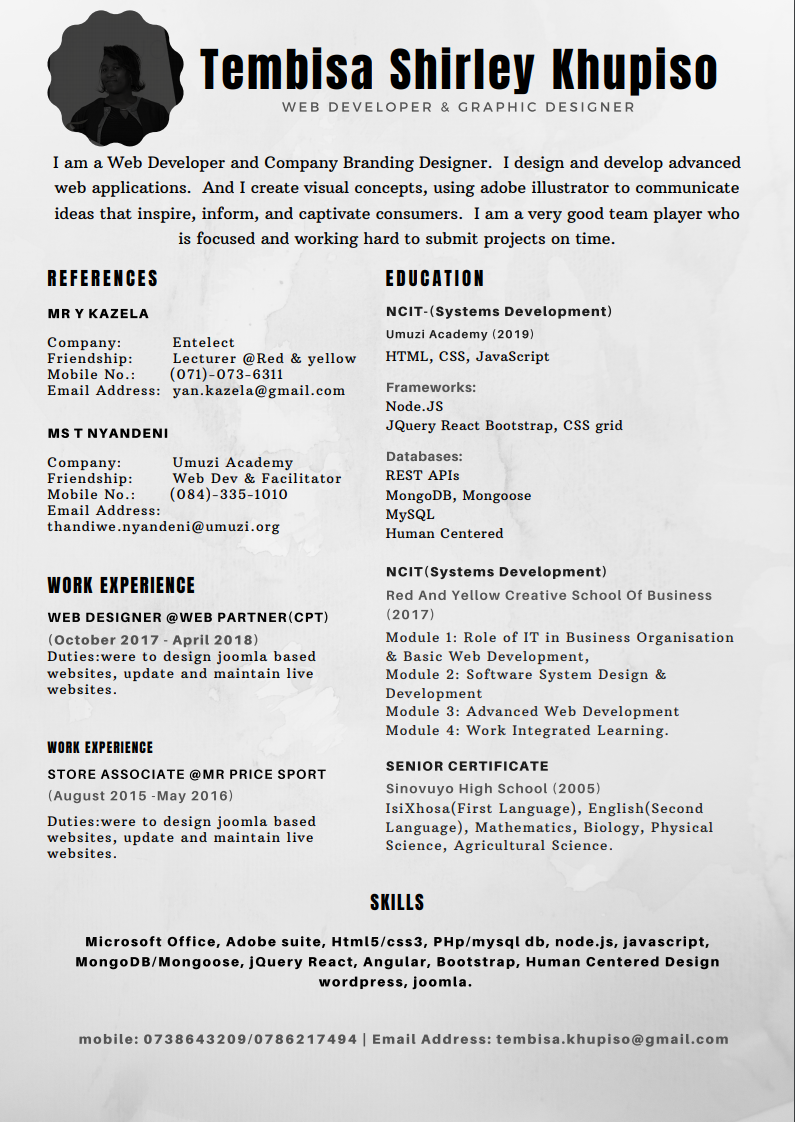 Tembisa Shirley Khupiso
WEB DEVELOPER & GRAPHIC DESIGNER
I am a Web Developer and Company Branding Designer. I design and develop advanced
web applications. And I create visual concepts, using adobe illustrator to communicate
ideas that inspire, inform, and captivate consumers. I am a very good team player who
is focused and working hard to submit projects on time.
REFERENCES
MR Y KAZELA
Company: Entelect
Friendship: Lecturer @Red & yellow
Mobile No.: (071)-073-6311
Email Address: yan.kazela@gmail.com
MS T NYANDENI
Company: Umuzi Academy
Friendship: Web Dev & Facilitator
Mobile No.: (084)-335-1010
Email Address:
thandiwe.nyandeni@umuzi.org
WORK EXPERIENCE
WEB DESIGNER @WEB PARTNER(CPT)
(October 2017 - April 2018)
Duties:were to design joomla based
websites, update and maintain live
websites.
WORK EXPERIENCE
STORE ASSOCIATE @MR PRICE SPORT
(August 2015 -May 2016)
Duties:were to design joomla based
websites, update and maintain live
websites.
EDUCATION
NCIT-(Systems Development)
Umuzi Academy (2019)
HTML, CSS, JavaScript
Frameworks:
Node.JS
JQuery React Bootstrap, CSS grid
Databases:
REST APIs
MongoDB, Mongoose
MySQL
Human Centered
NCIT(Systems Development)
Red And Yellow Creative School Of Business
(2017)
Module 1: Role of IT in Business Organisation
& Basic Web Development,
Module 2: Software System Design &
Development
Module 3: Advanced Web Development
Module 4: Work Integrated Learning.
SENIOR CERTIFICATE
Sinovuyo High School (2005)
IsiXhosa(First Language), English(Second
Language), Mathematics, Biology, Physical
Science, Agricultural Science.
SKILLS
Microsoft Office, Adobe suite, Html5/css3, PHp/mysql db, node.js, javascript,
MongoDB/Mongoose, jQuery React, Angular, Bootstrap, Human Centered Design
wordpress, joomla.
mobile: 0738643209/0786217494 | Email Address: tembisa.khupiso@gmail.com